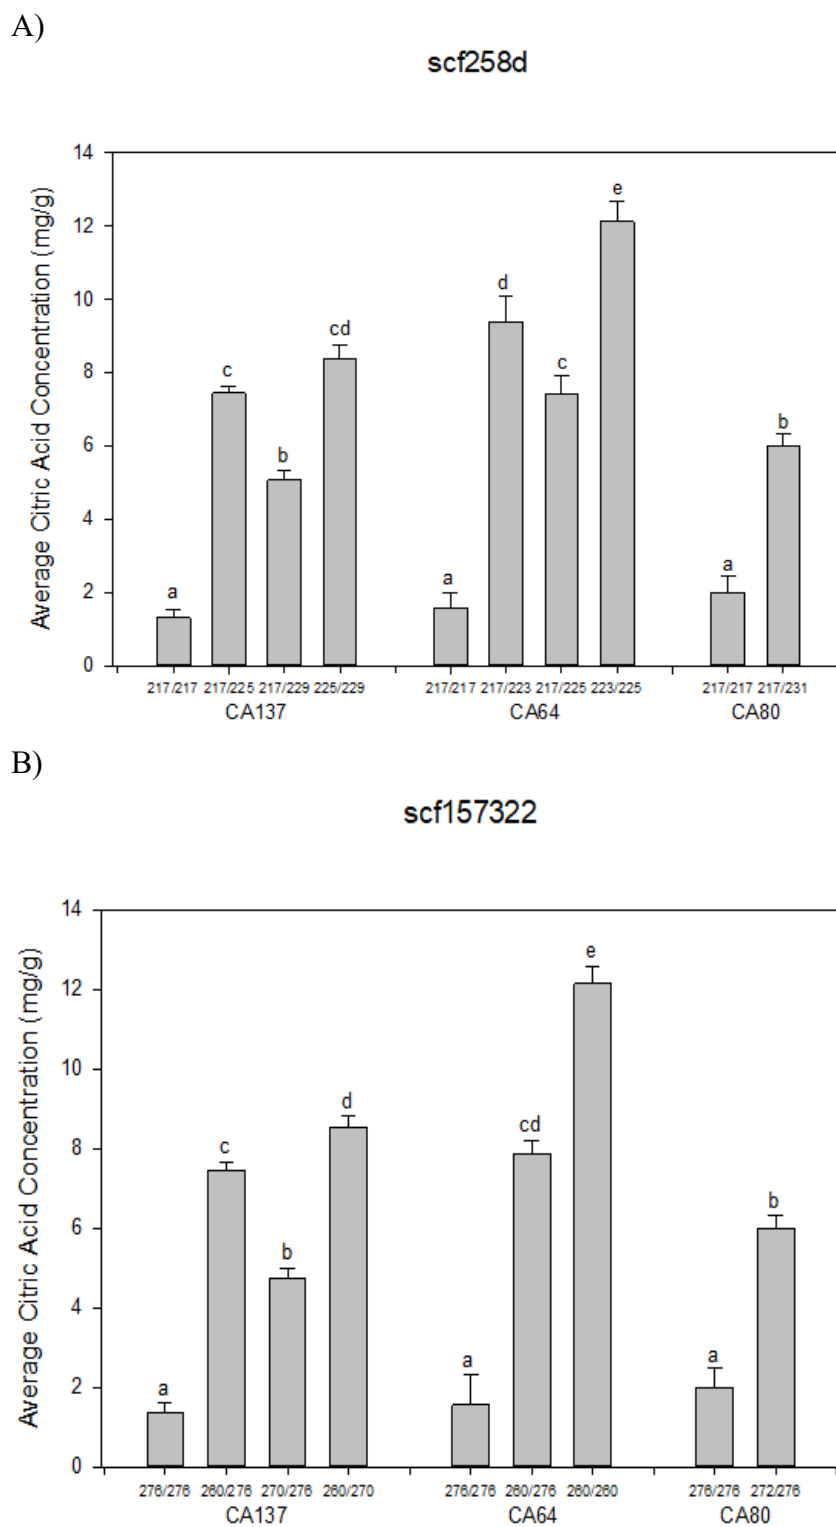 A)
scf258d
Average Citric Acid Concentration (mg/g)
14
12
10
8
6
4
2
0
a
c
b
cd
a
d
c
e
a
b
217/217 217/225 217/229 225/229 217/217 217/223 217/225 223/225 217/217 217/231
CA137 CA64 CA80
B)
scf157322
Average Citric Acid Concentration (mg/g)
14
12
10
8
6
4
2
0
a
c
b
d
a
cd
e
a
b
276/276 260/276 270/276 260/270 276/276 260/276 260/260 276/276 272/276
CA137 CA64 CA80